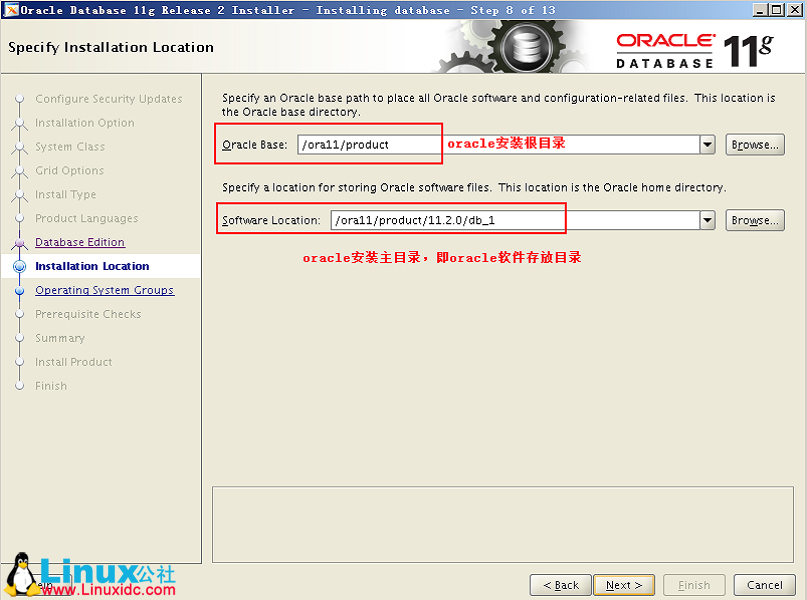 Oracle Database 11g Release 2 Installer - Installing database - Step 8 of 13
Specify Installation Location
ORACLE®
DATABASE
11g
Configure Security Updates
Installation Option
System Class
Grid Options
Install Type
Product Languages
Database Edition
Installation Location
Operating System Groups
Prerequisite Checks
Summary
Install Product
Finish
Specify an Oracle base path to place all Oracle software and configuration-related files. This location is
the Oracle base directory.
Oracle Base: /ora11/product oracle安装根目录 Browse...
Specify a location for storing Oracle software files. This location is the Oracle home directory.
Software Location: /ora11/product/11.2.0/db_1 Browse...
oracle安装主目录，即oracle软件存放目录
Linux公社
www.Linuxidc.com
< Back Next > Finish Cancel